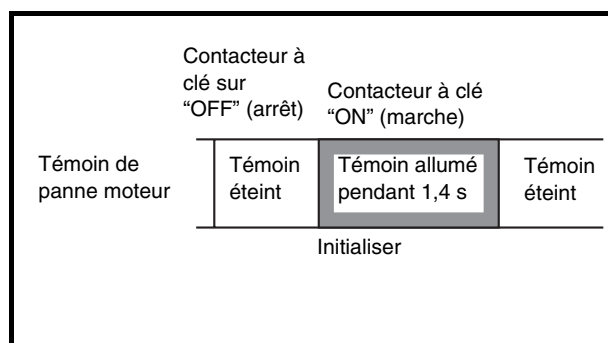 Contacteur à
clé sur
“OFF” (arrêt)
Contacteur à clé
“ON” (marche)
Témoin de
panne moteur
Témoin
éteint
Témoin allumé
pendant 1,4 s
Témoin
éteint
Initialiser